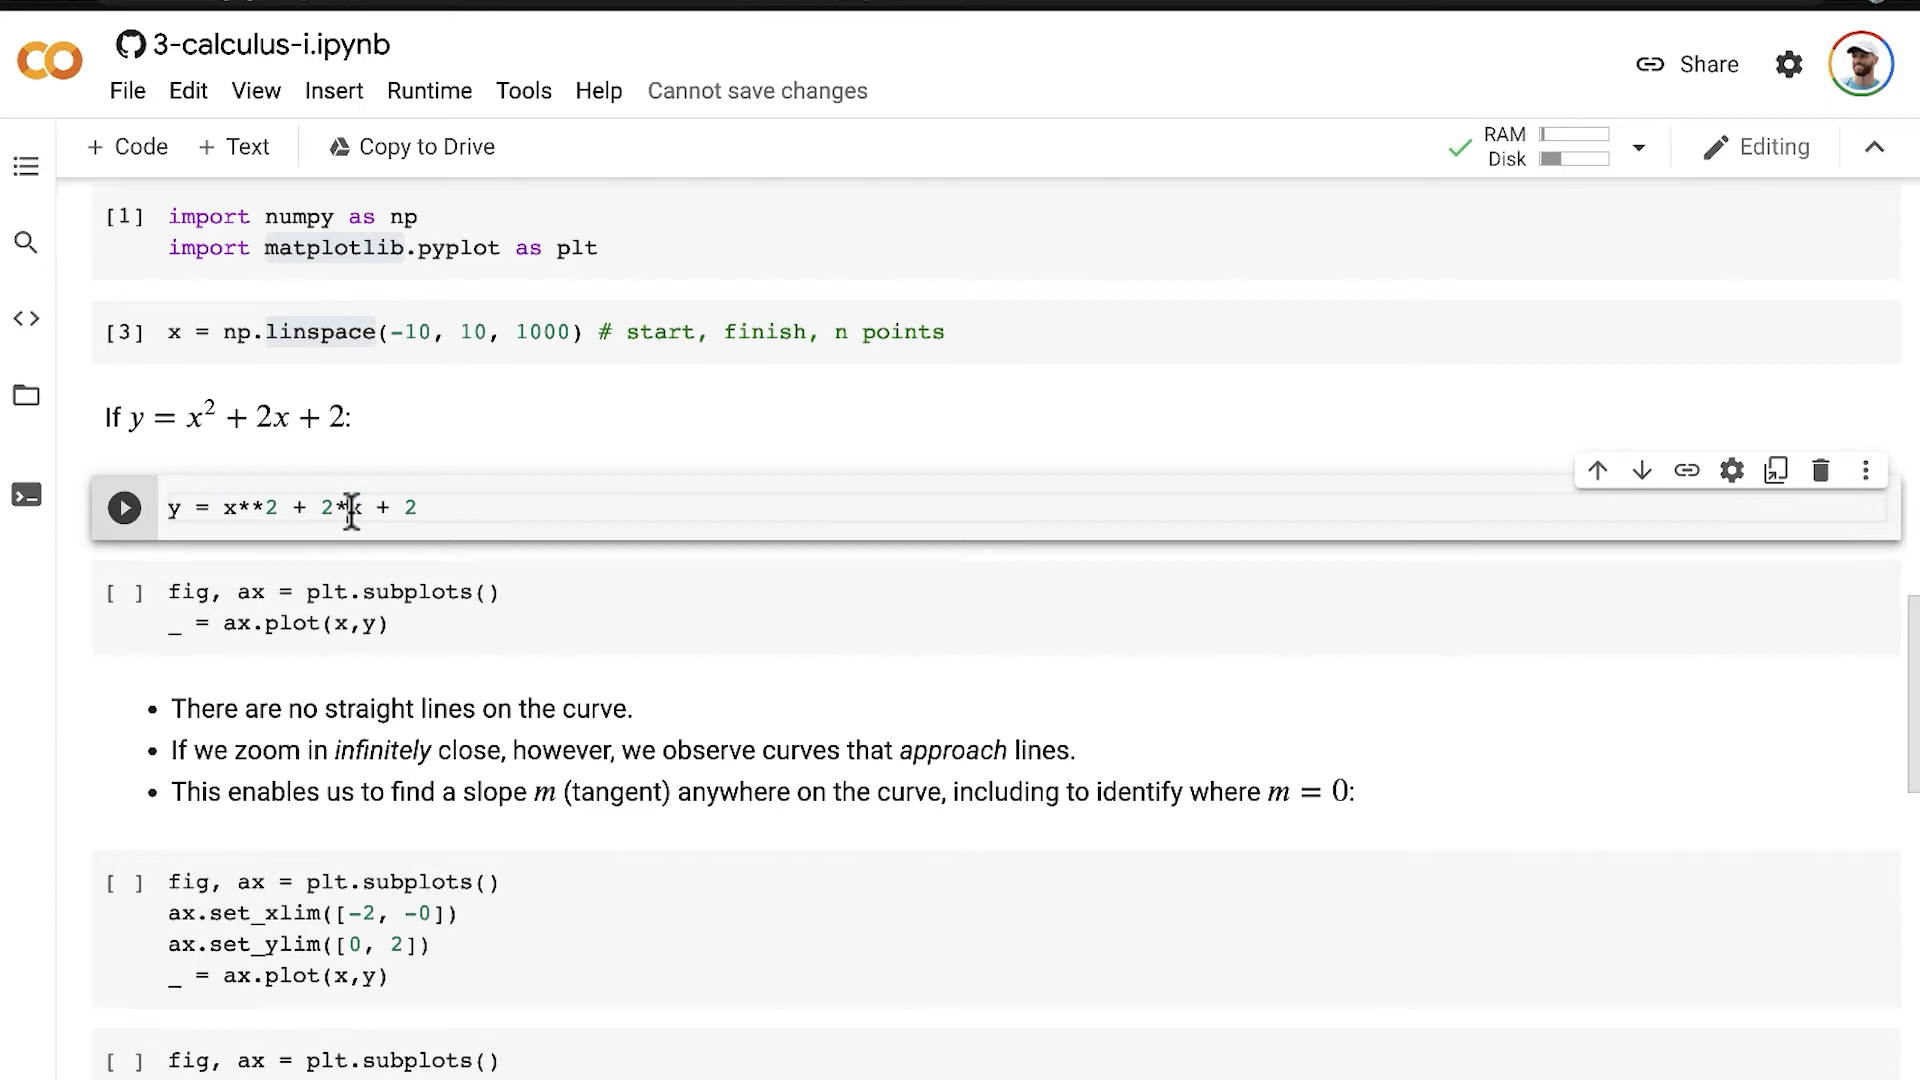 3-calculus-i.ipynb
File Edit View Insert Runtime Tools Help Cannot save changes
Share
+ Code + Text Copy to Drive
RAM
Disk
Editing
[1] import numpy as np
import matplotlib.pyplot as plt
[3] x = np.linspace(-10, 10, 1000) # start, finish, n points
If y = x² + 2x + 2:
y = x**2 + 2*x + 2
[ ] fig, ax = plt.subplots()
_ = ax.plot(x,y)
• There are no straight lines on the curve.
• If we zoom in infinitely close, however, we observe curves that approach lines.
• This enables us to find a slope m (tangent) anywhere on the curve, including to identify where m = 0:
[ ] fig, ax = plt.subplots()
ax.set_xlim([-2, -0])
ax.set_ylim([0, 2])
_ = ax.plot(x,y)
[ ] fig, ax = plt.subplots()